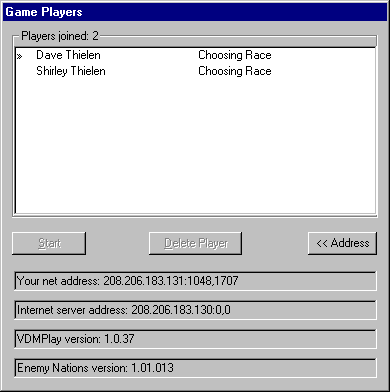 Game Players
Players joined: 2
» Dave Thielen Choosing Race
Shirley Thielen Choosing Race
Start Delete Player << Address
Your net address: 208.206.183.131:1048,1707
Internet server address: 208.206.183.130:0,0
VDMPlay version: 1.0.37
Enemy Nations version: 1.01.013